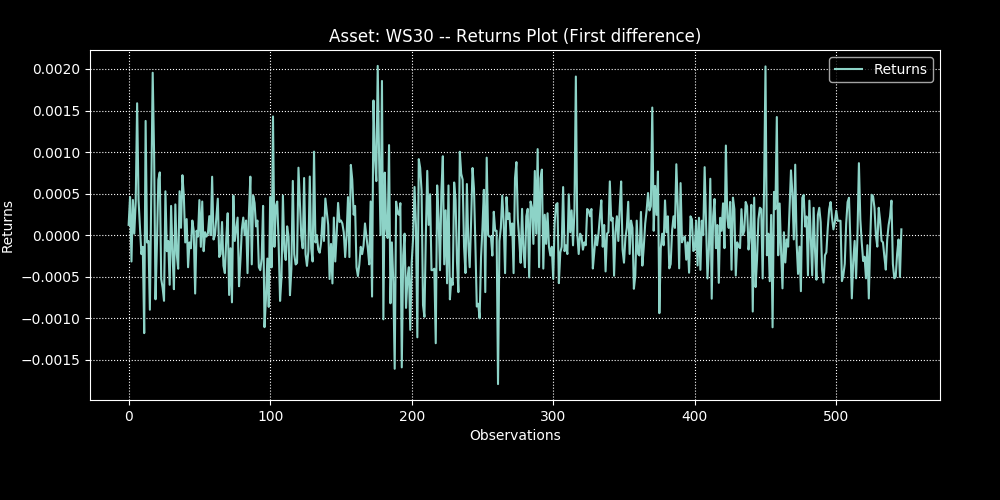 Asset: WS30 -- Returns Plot (First difference)
Returns
0.0020
0.0015
0.0010
0.0005
0.0000
−0.0005
−0.0010
−0.0015
Returns
0 100 200 300 400 500
Observations